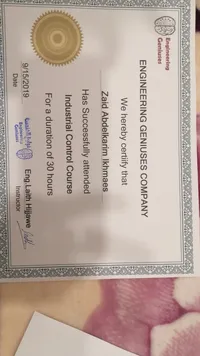 Engineering
Geniuses
ENGINEERING GENIUSES COMPANY
We hereby certify that
Zaid Abdelkarim Ikhmaes
Has Successfully attended
Industrial Control Course
For a duration of 30 hours
9/15/2019
Date
Eng.Laith Hijjawe
Instructor